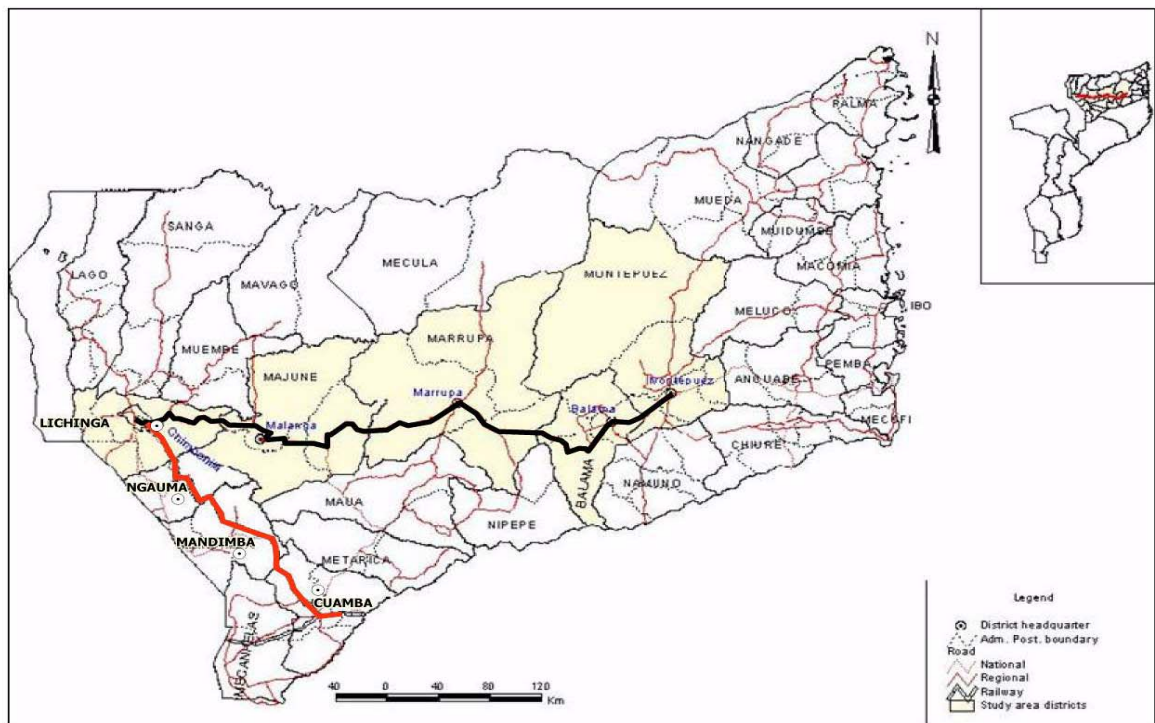 N
PALMA
NANGADE
MUEDA
SANGA
MUIDUMBE
MECULA
MONTEPUEZ
MACOMIA
LAGO
MAVAGO
IBO
MELUCO
MUEMBE
MARRUPA
PEMBA
MAJUNE
ANCUABE
Montepuez
Marrupa
Balama
MECUFI
LICHINGA
Malanga
CHIURE
BALAMA
NAMUNO
NGAUMA
MAUA
NIPEPE
MANDIMBA
METARICA
CUAMBA
MECANHELAS
40 0 40 80 120
Km
Legend
District headquarter
Adm. Post. boundary
Road
National
Regional
Railway
Study area districts